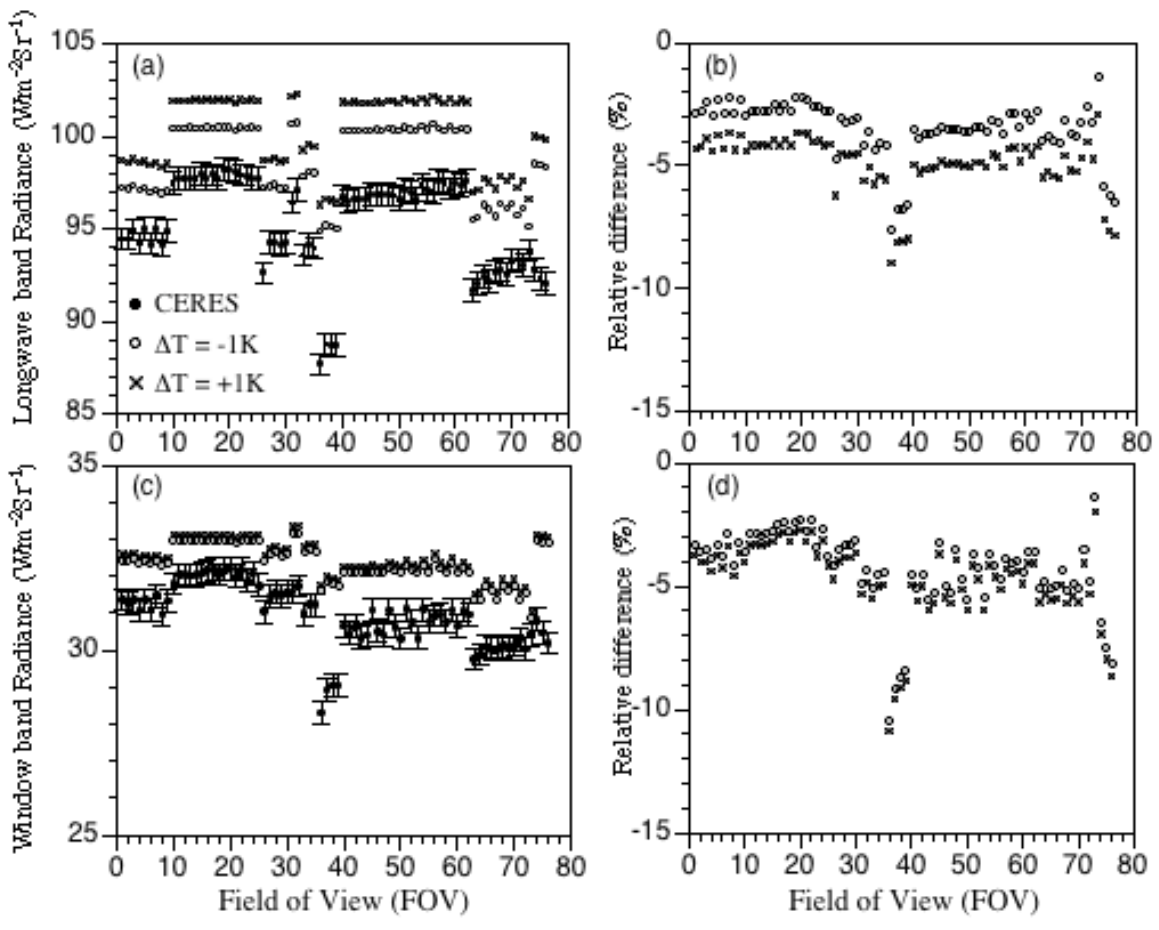 Longwave band Radiance (Wm⁻²Sr⁻¹)
105
100
95
90
85
(a)
● CERES
○ ΔT = -1K
× ΔT = +1K
0 10 20 30 40 50 60 70 80
Relative difference (%)
0
-5
-10
-15
(b)
0 10 20 30 40 50 60 70 80
Window band Radiance (Wm⁻²Sr⁻¹)
35
30
25
(c)
0 10 20 30 40 50 60 70 80
Field of View (FOV)
Relative difference (%)
0
-5
-10
-15
(d)
0 10 20 30 40 50 60 70 80
Field of View (FOV)